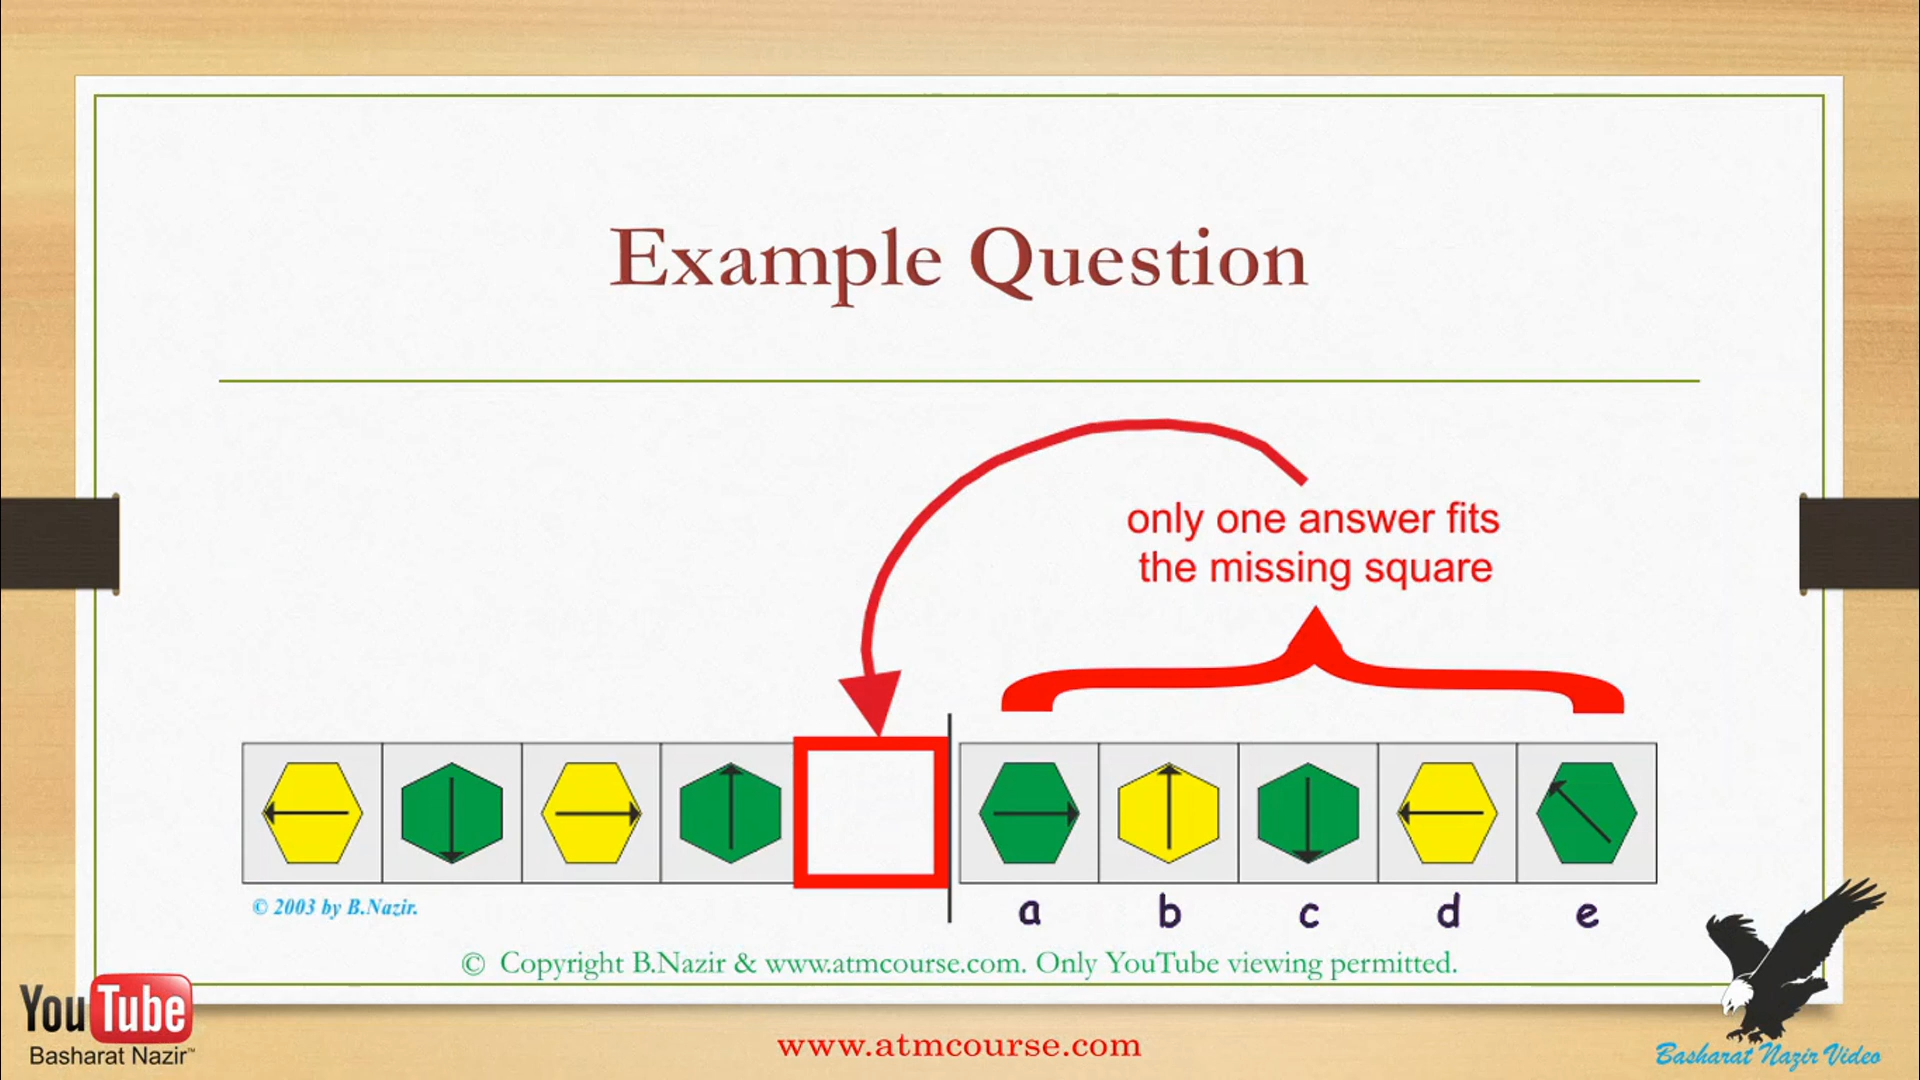 Example Question
only one answer fits
the missing square
a b c d e
© 2003 by B.Nazir.
© Copyright B.Nazir & www.atmcourse.com. Only YouTube viewing permitted.
YouTube
Basharat Nazir™
www.atmcourse.com
Basharat Nazir Video